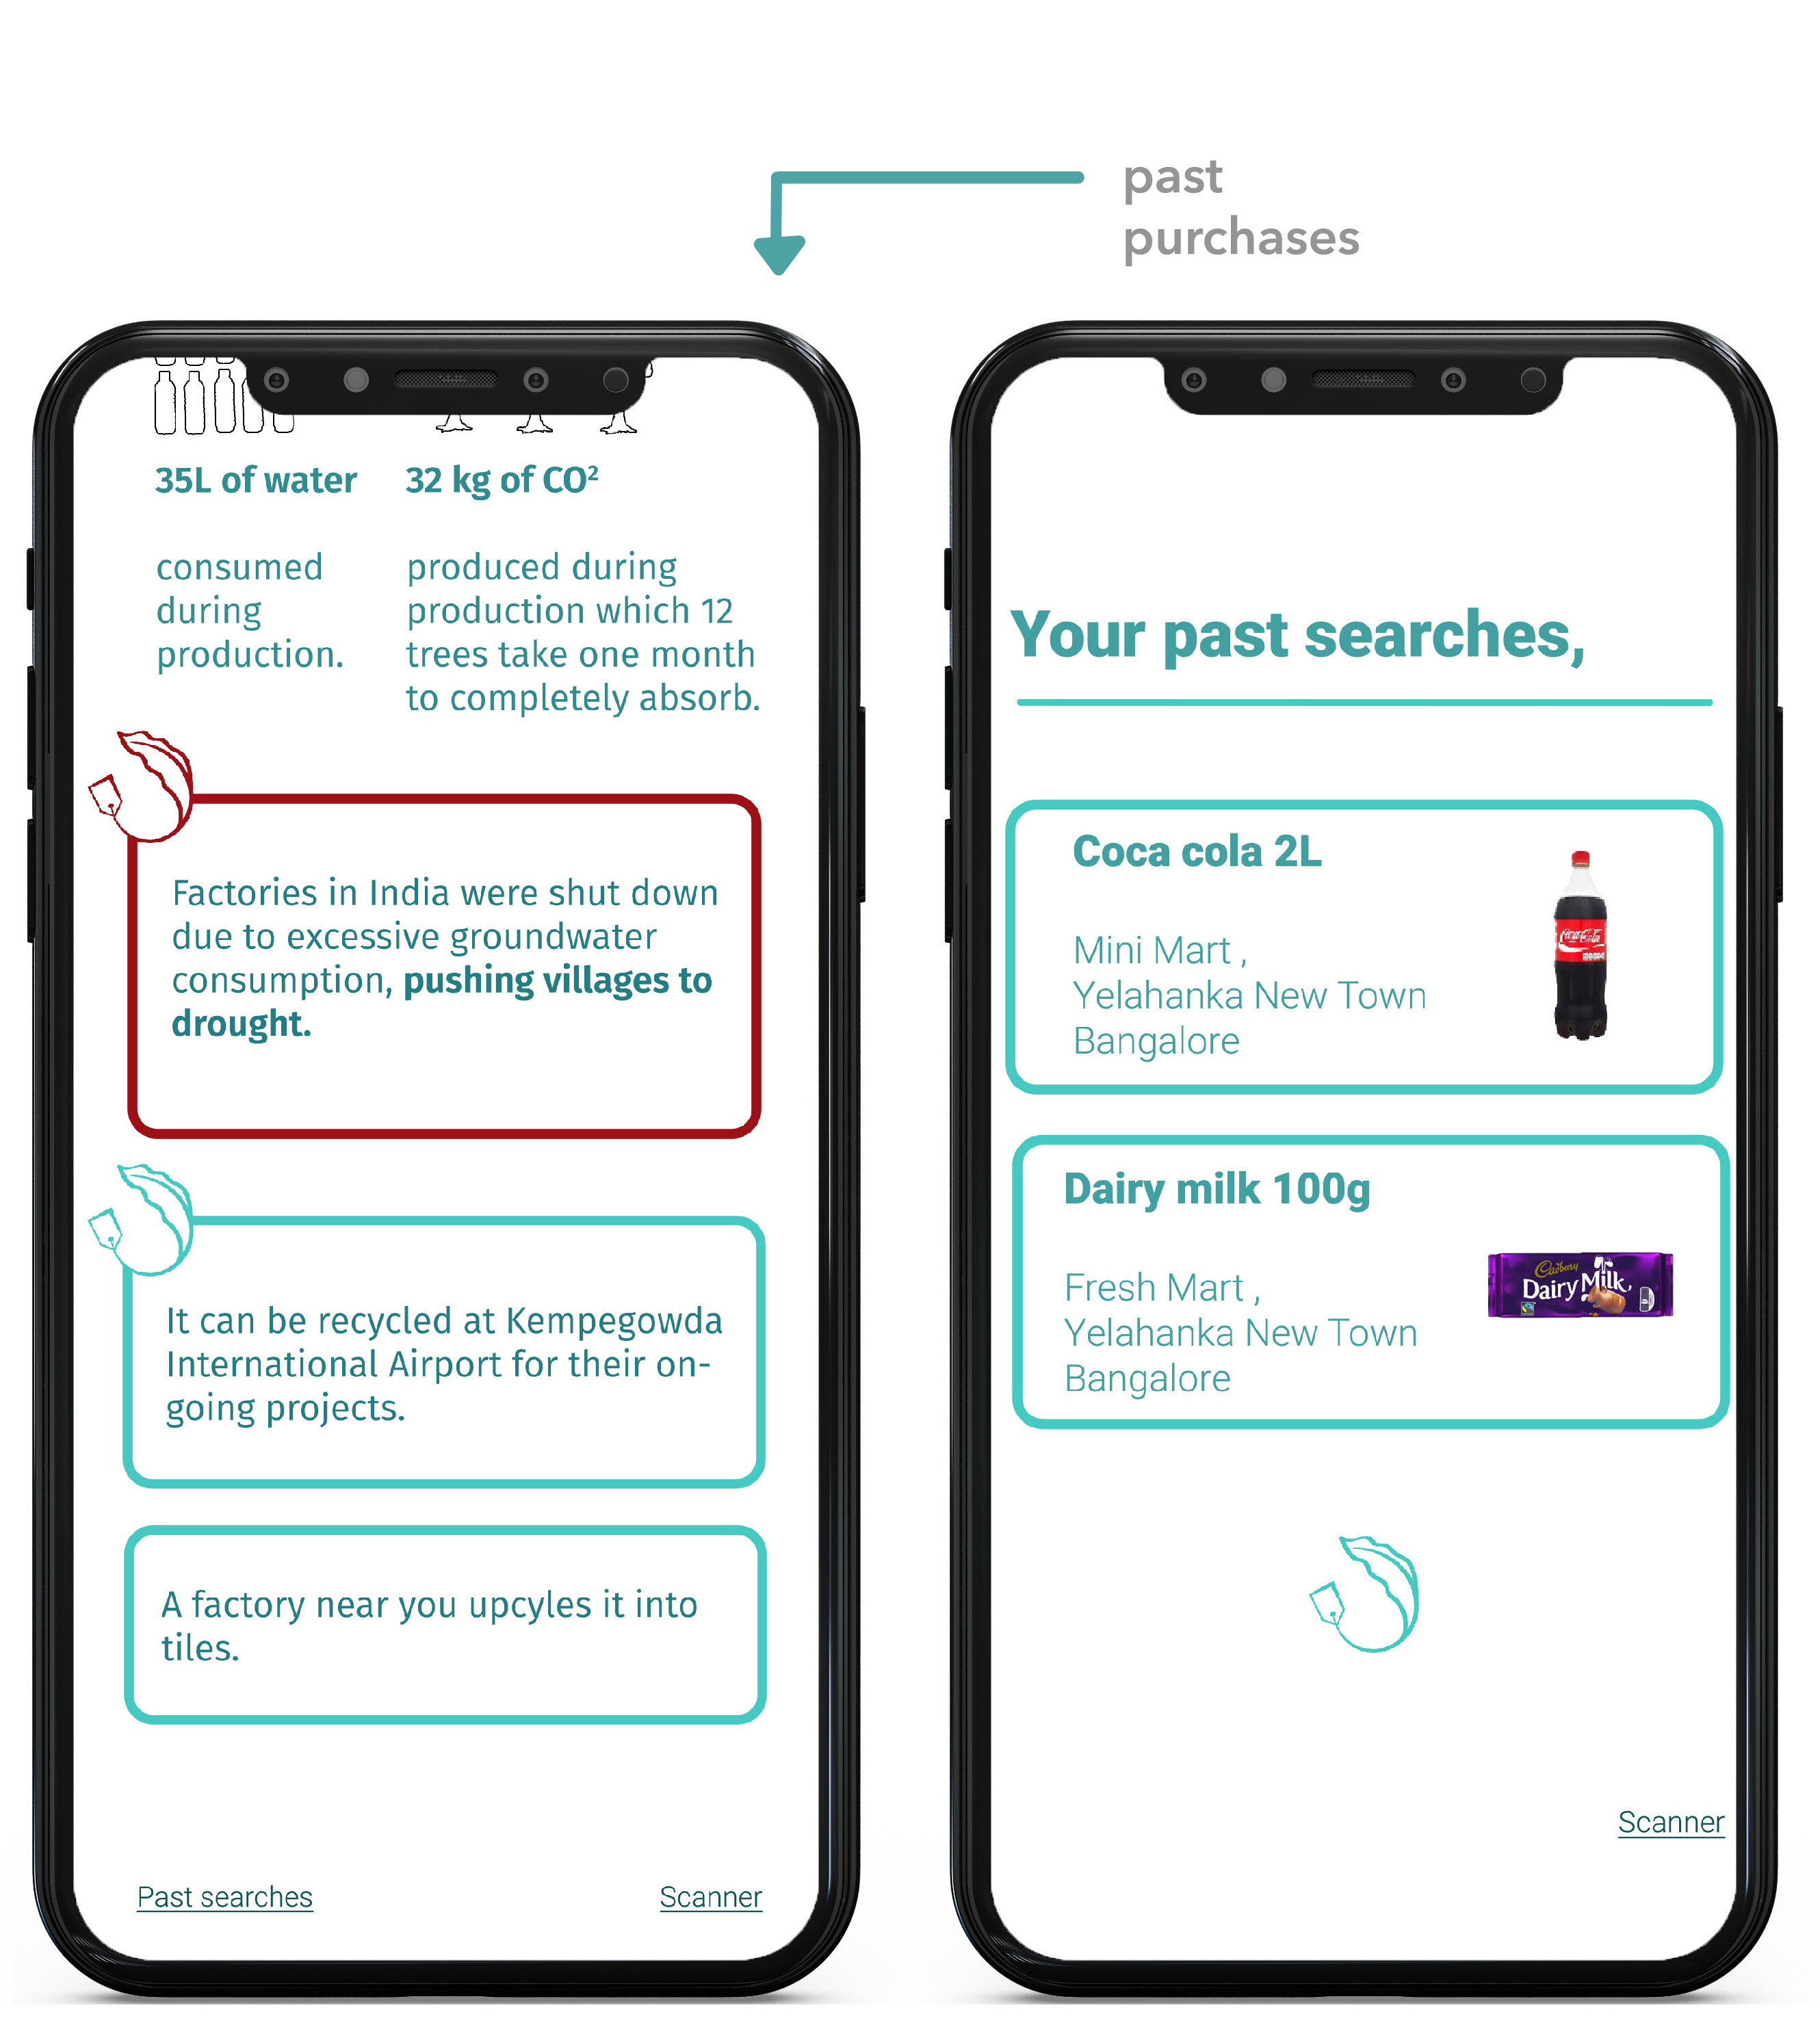 past
purchases
35L of water
32 kg of CO²
consumed
during
production.
produced during
production which 12
trees take one month
to completely absorb.
Factories in India were shut down
due to excessive groundwater
consumption, pushing villages to
drought.
It can be recycled at Kempegowda
International Airport for their on-
going projects.
A factory near you upcyles it into
tiles.
Past searches
Scanner
Your past searches,
Coca cola 2L
Mini Mart ,
Yelahanka New Town
Bangalore
Coca-Cola
Dairy milk 100g
Fresh Mart ,
Yelahanka New Town
Bangalore
Cadbury
Dairy Milk
Scanner